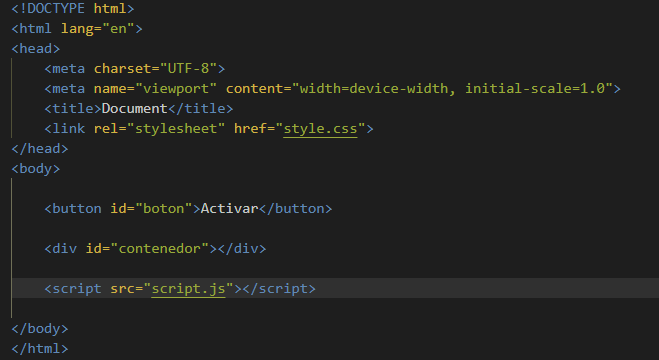 <!DOCTYPE html>
<html lang="en">
<head>
    <meta charset="UTF-8">
    <meta name="viewport" content="width=device-width, initial-scale=1.0">
    <title>Document</title>
    <link rel="stylesheet" href="style.css">
</head>
<body>
    <button id="boton">Activar</button>
    <div id="contenedor"></div>
    <script src="script.js"></script>
</body>
</html>